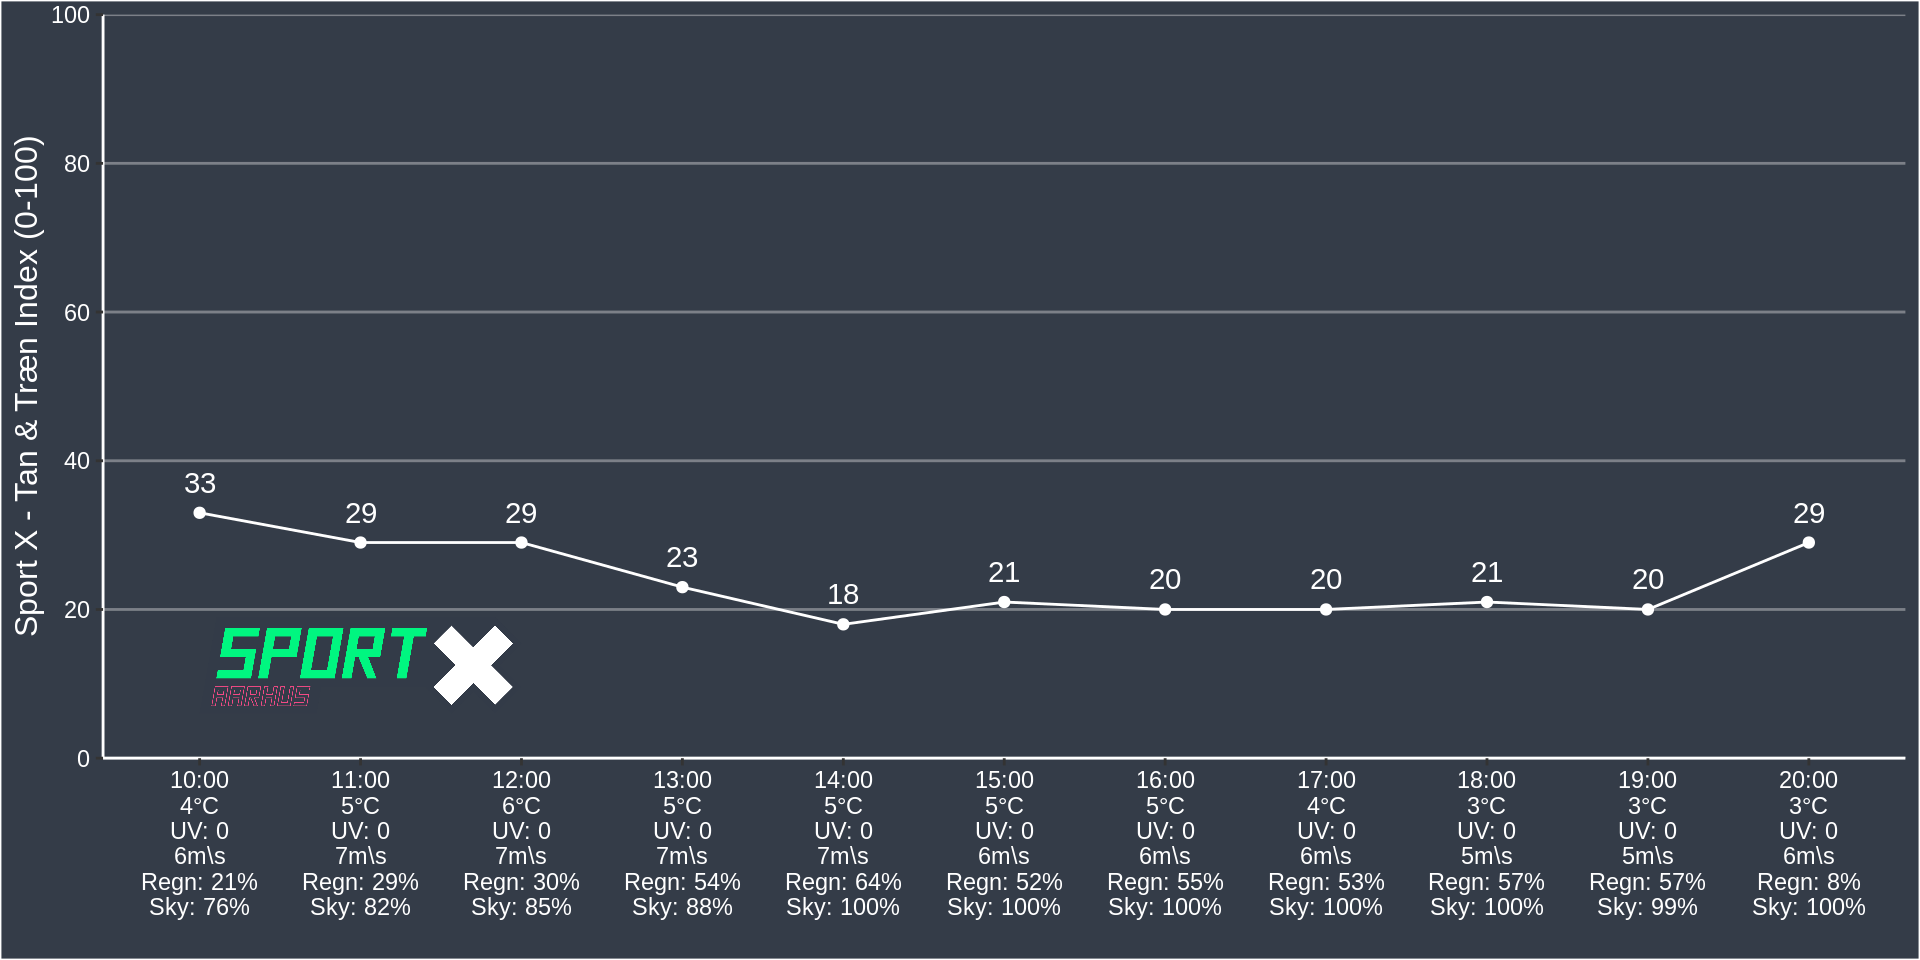 Sport X - Tan & Træn Index (0-100)
100
80
60
40
20
0
33
29
29
23
18
21
20
20
21
20
29
SPORT X
AARHUS
10:00 11:00 12:00 13:00 14:00 15:00 16:00 17:00 18:00 19:00 20:00
4°C 5°C 6°C 5°C 5°C 5°C 5°C 4°C 3°C 3°C 3°C
UV: 0 UV: 0 UV: 0 UV: 0 UV: 0 UV: 0 UV: 0 UV: 0 UV: 0 UV: 0 UV: 0
6m\s 7m\s 7m\s 7m\s 7m\s 6m\s 6m\s 6m\s 5m\s 5m\s 6m\s
Regn: 21% Regn: 29% Regn: 30% Regn: 54% Regn: 64% Regn: 52% Regn: 55% Regn: 53% Regn: 57% Regn: 57% Regn: 8%
Sky: 76% Sky: 82% Sky: 85% Sky: 88% Sky: 100% Sky: 100% Sky: 100% Sky: 100% Sky: 100% Sky: 99% Sky: 100%